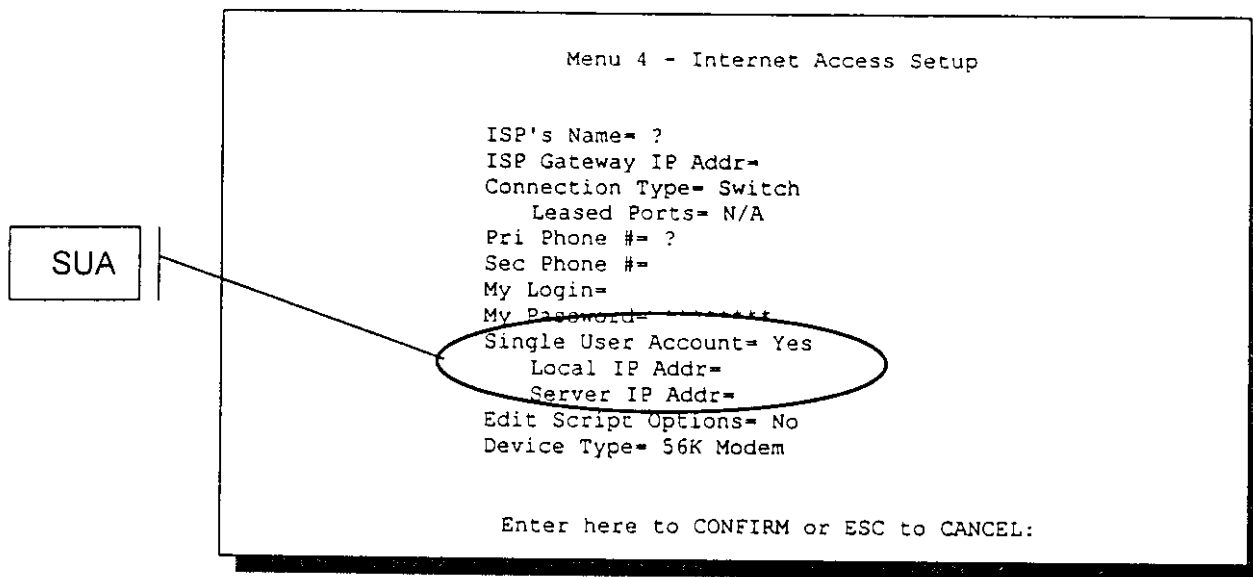 Menu 4 - Internet Access Setup
ISP's Name= ?
ISP Gateway IP Addr=
Connection Type= Switch
Leased Ports= N/A
Pri Phone #= ?
Sec Phone #=
My Login=
My Password= ********
Single User Account= Yes
Local IP Addr=
Server IP Addr=
Edit Script Options= No
Device Type= 56K Modem
Enter here to CONFIRM or ESC to CANCEL:
SUA